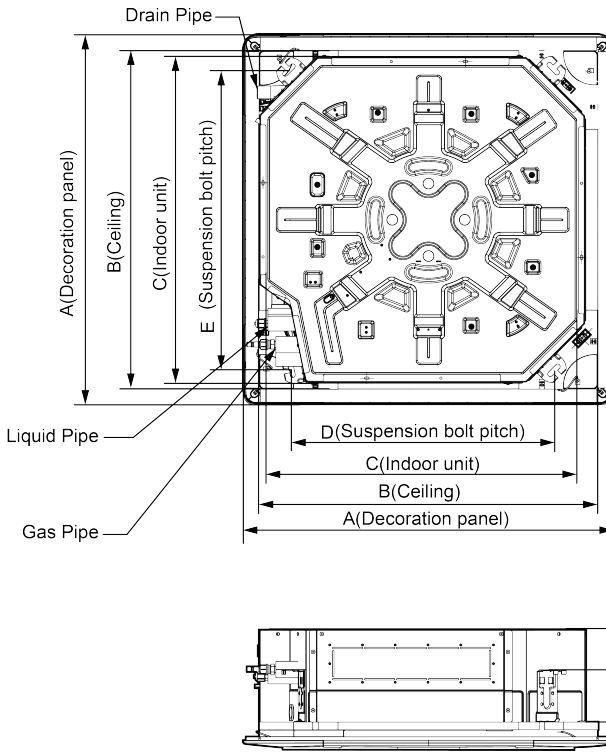 Drain Pipe
A(Decoration panel)
B(Ceiling)
C(Indoor unit)
E (Suspension bolt pitch)
Liquid Pipe
Gas Pipe
D(Suspension bolt pitch)
C(Indoor unit)
B(Ceiling)
A(Decoration panel)